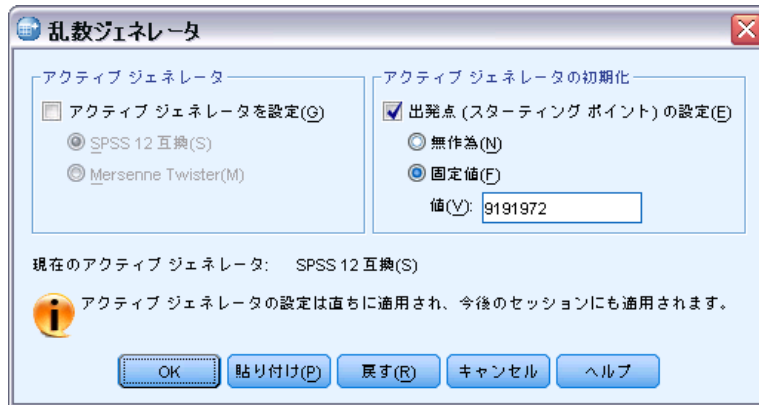 乱数ジェネレータ
アクティブ ジェネレータ
アクティブ ジェネレータを設定(G)
SPSS 12 互換(S)
Mersenne Twister(M)
アクティブ ジェネレータの初期化
出発点 (スターティング ポイント) の設定(E)
無作為(N)
固定値(F)
値(V): 9191972
現在のアクティブ ジェネレータ: SPSS 12 互換(S)
アクティブ ジェネレータの設定は直ちに適用され、今後のセッションにも適用されます。
OK 貼り付け(P) 戻す(R) キャンセル ヘルプ